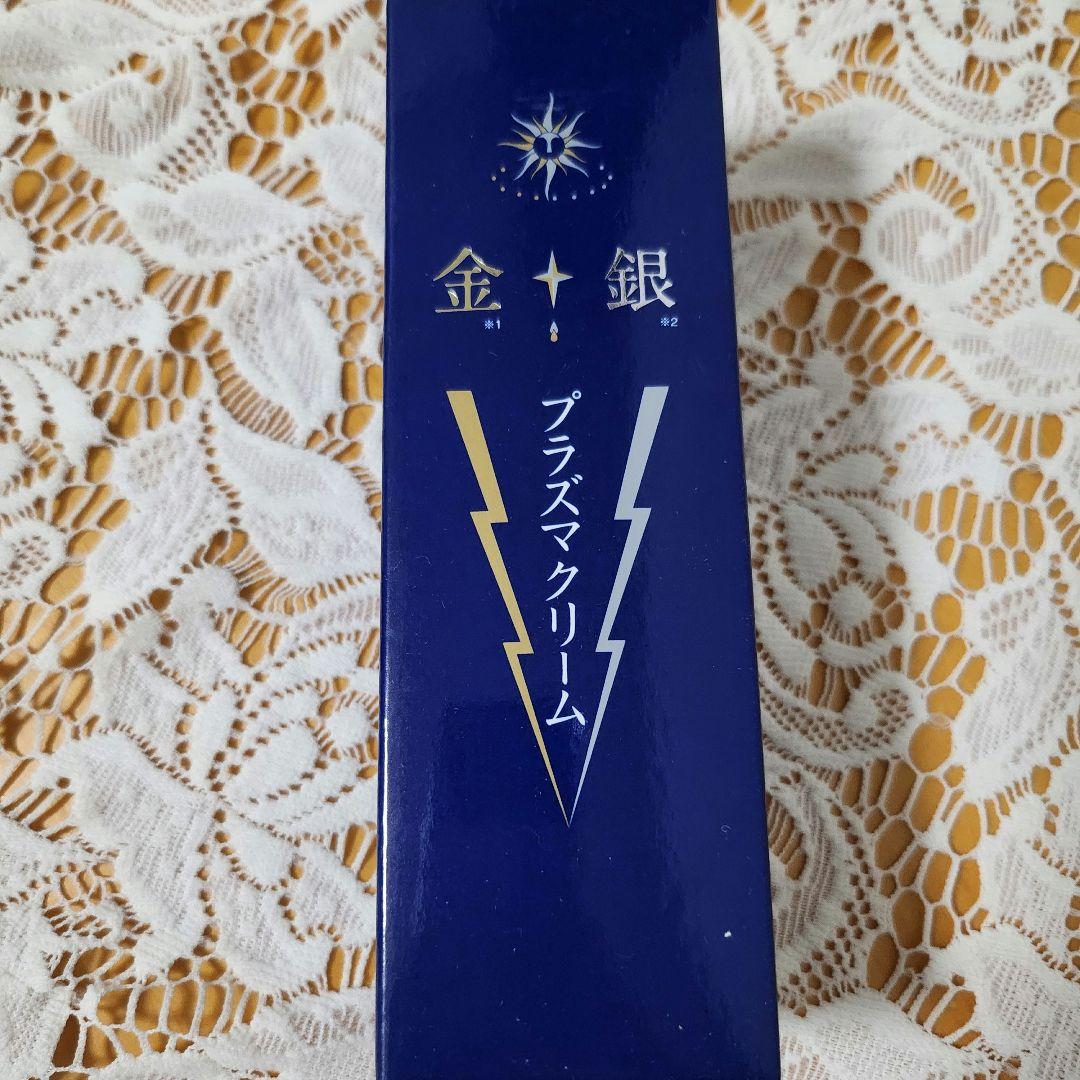 金 銀
※1 ※2
プラズマクリーム